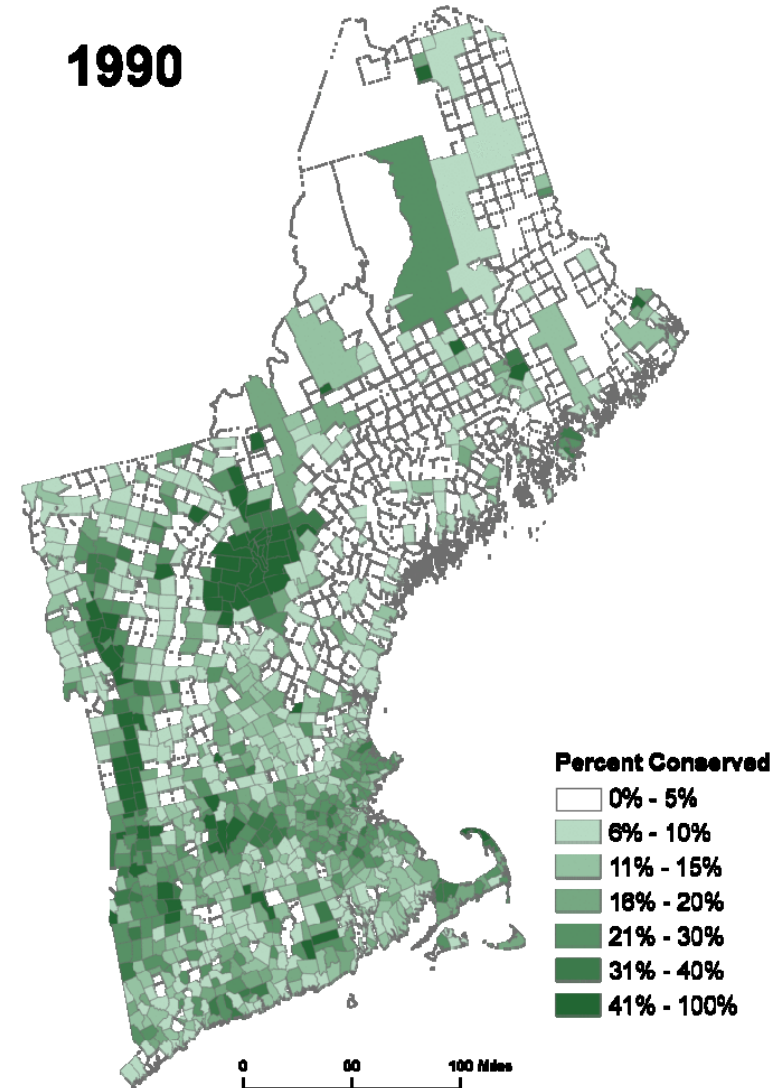 1990
Percent Conserved
0% - 5%
6% - 10%
11% - 15%
16% - 20%
21% - 30%
31% - 40%
41% - 100%
0 50 100 Miles